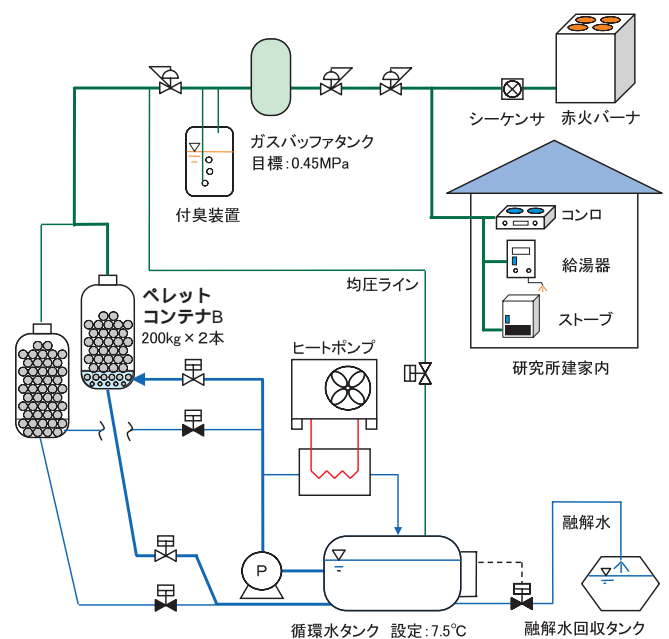 シーケンサ
赤火バーナ
ガスバッファタンク
目標：0.45MPa
付臭装置
コンロ
均圧ライン
給湯器
ペレット
コンテナB
200kg×2本
ストーブ
ヒートポンプ
研究所建家内
融解水
P
循環水タンク 設定：7.5℃
融解水回収タンク